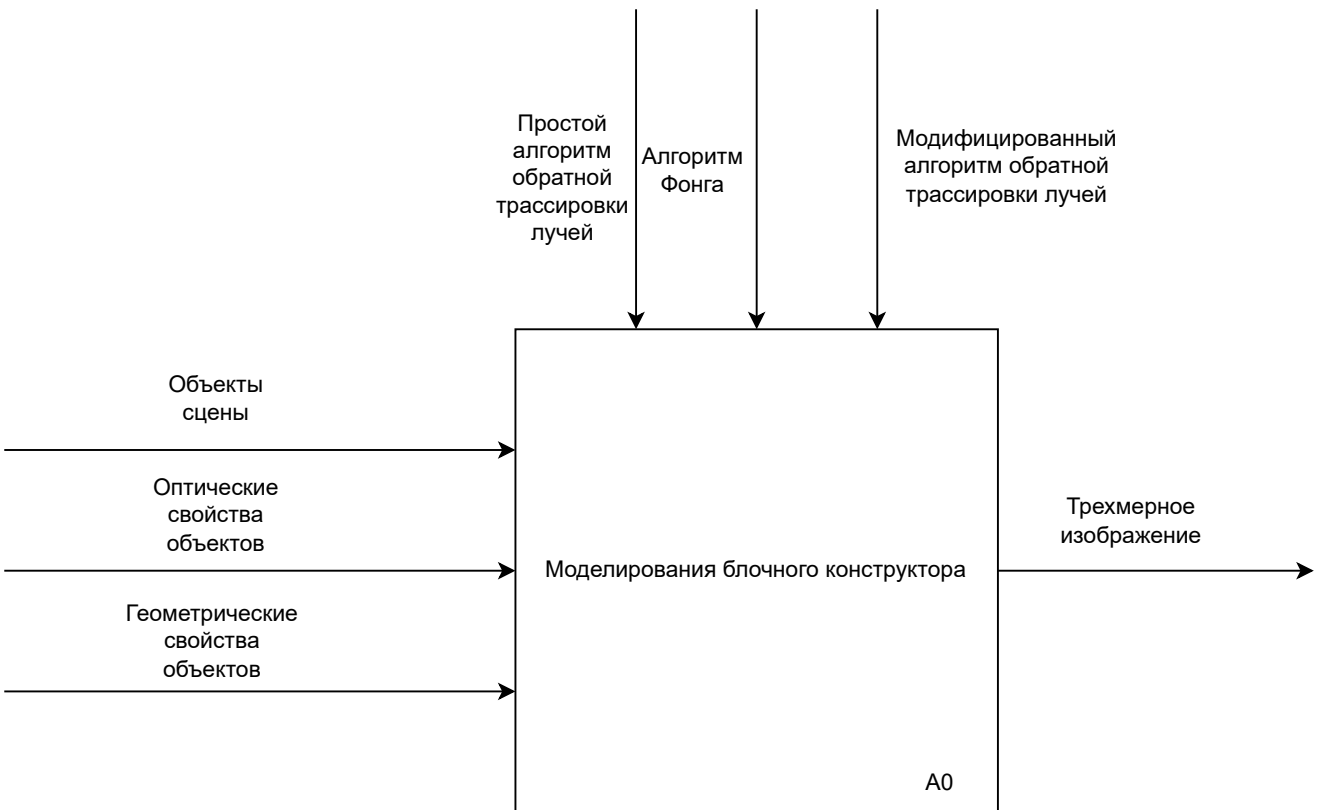 Простой
алгоритм
обратной
трассировки
лучей
Алгоритм
Фонга
Модифицированный
алгоритм обратной
трассировки лучей
Объекты
сцены
Оптические
свойства
объектов
Геометрические
свойства
объектов
Моделирования блочного конструктора
Трехмерное
изображение
A0